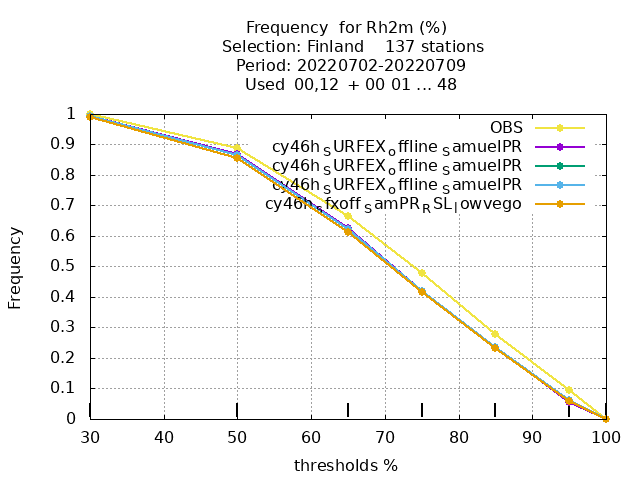 Frequency  for Rh2m (%)
Selection: Finland    137 stations
Period: 20220702-20220709
Used  00,12  + 00 01 ... 48
OBS
cy46h_SURFEX_offline_SamuelPR
cy46h_SURFEX_offline_SamuelPR
cy46h_SURFEX_offline_SamuelPR
cy46h_sfxoff_SamPR_RSL_lowvego
Frequency
1
0.9
0.8
0.7
0.6
0.5
0.4
0.3
0.2
0.1
0
30 40 50 60 70 80 90 100
thresholds %